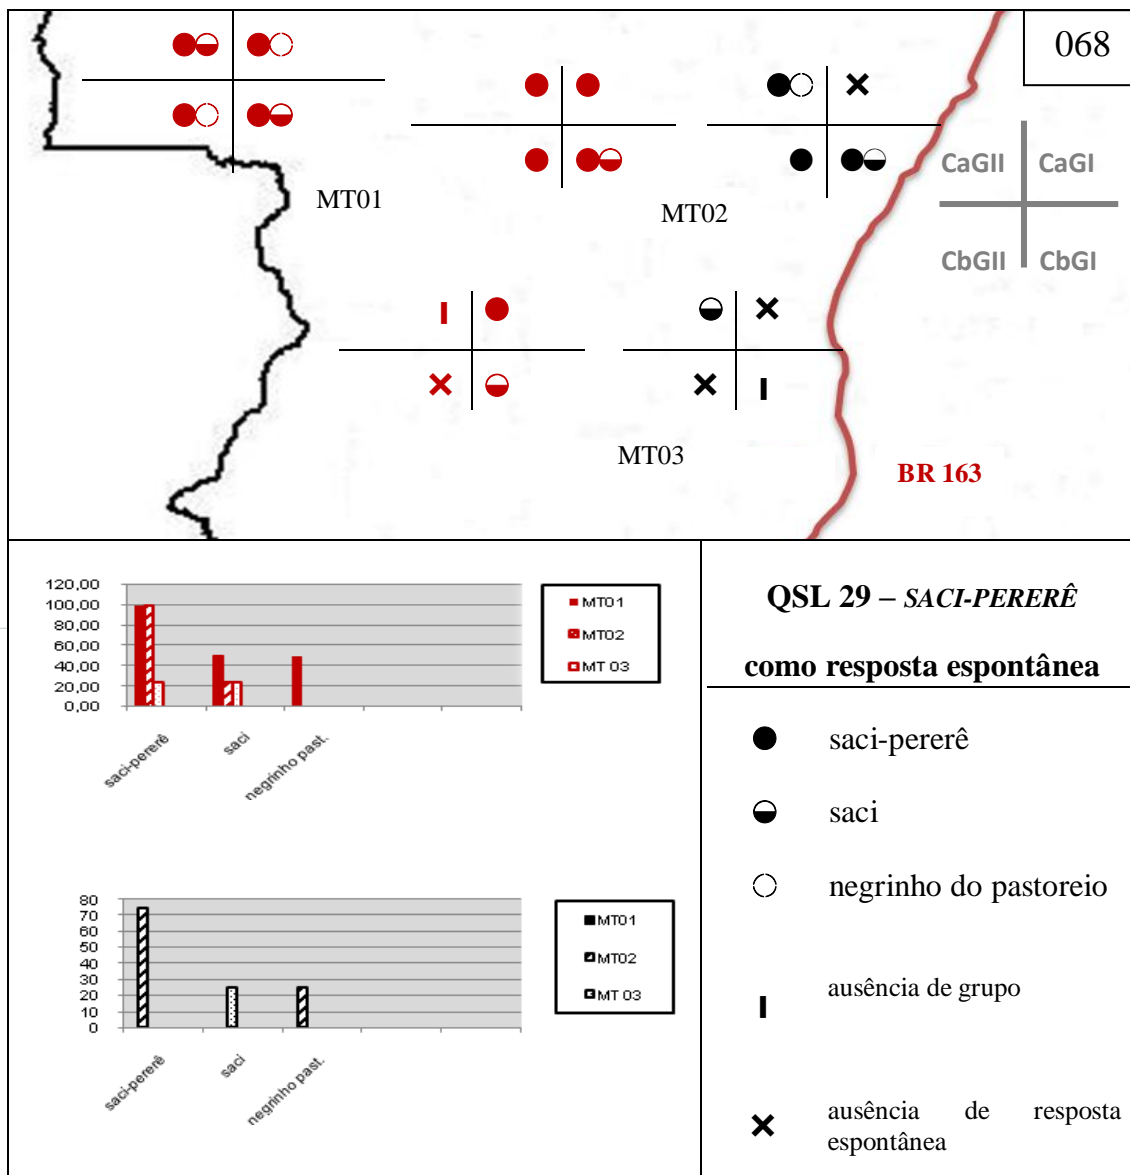 068
CaGII CaGI
CbGII CbGI
MT01
MT02
MT03
BR 163
120,00
100,00
80,00
60,00
40,00
20,00
0,00
saci-pererê
saci
negrinho past.
MT01
MT02
MT 03
80
70
60
50
40
30
20
10
0
saci-pererê
saci
negrinho past.
MT01
MT02
MT 03
QSL 29 – SACI-PERERÊ
como resposta espontânea
saci-pererê
saci
negrinho do pastoreio
ausência de grupo
ausência de resposta
espontânea